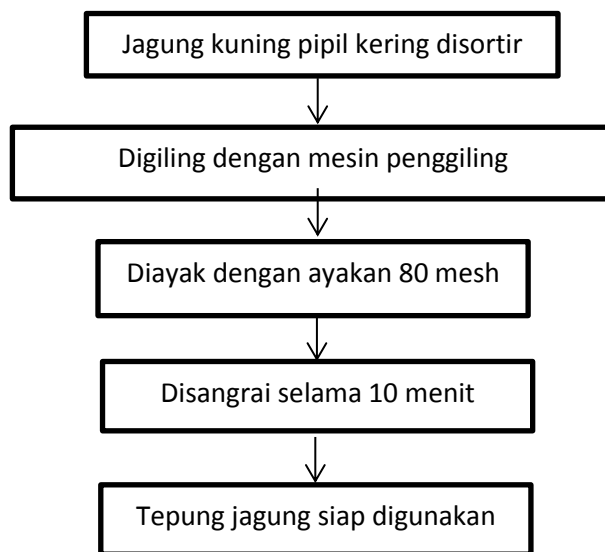 Jagung kuning pipil kering disortir
Digiling dengan mesin penggiling
Diayak dengan ayakan 80 mesh
Disangrai selama 10 menit
Tepung jagung siap digunakan